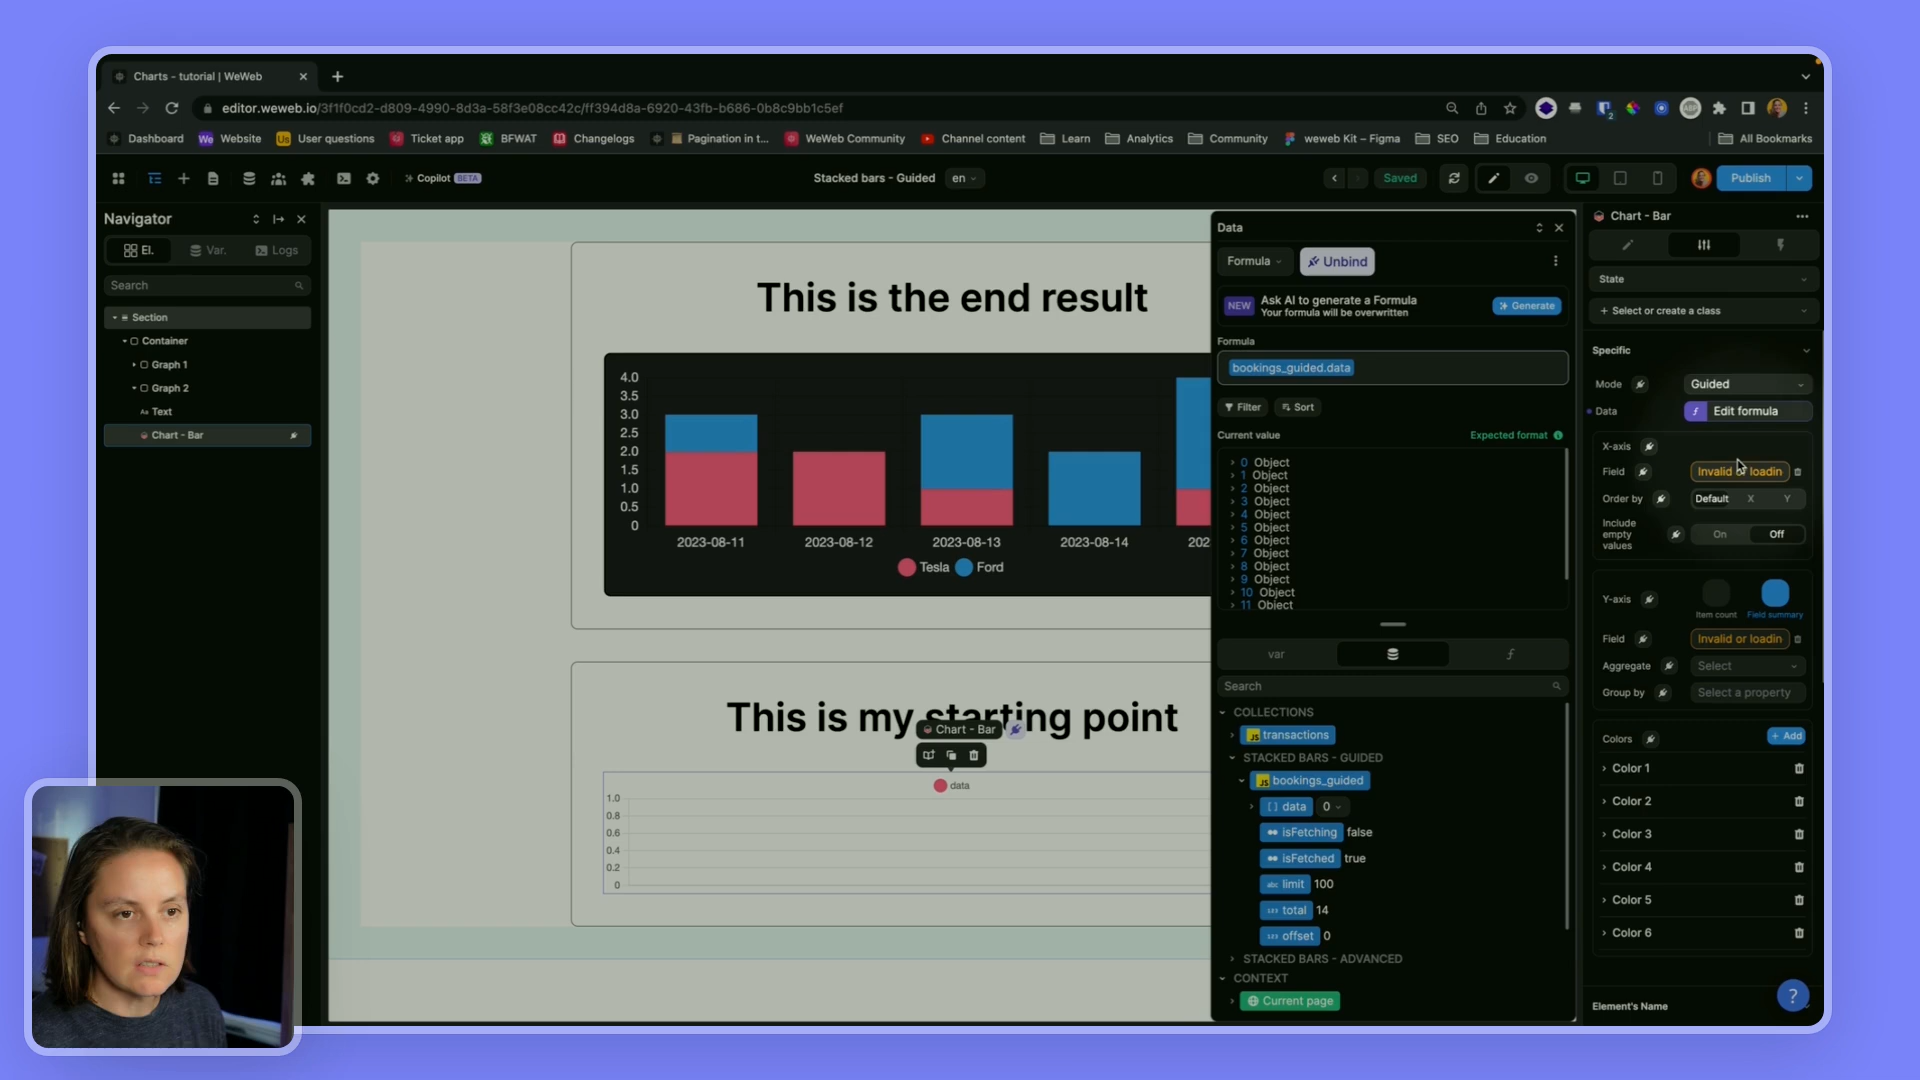 Charts - tutorial | WeWeb
editor.weweb.io/3f1f0cd2-d809-4990-8d3a-58f3e08cc42c/ff394d8a-6920-43fb-b686-0b8c9bb1c5ef
Dashboard We Website Us User questions Ticket app BFWAT Changelogs Pagination in t... WeWeb Community Channel content Learn Analytics Community weweb Kit – Figma SEO Education All Bookmarks
Copilot BETA Stacked bars - Guided en Saved Publish
Navigator
El. Var. Logs
Search
Section
Container
Graph 1
Graph 2
Aa Text
Chart - Bar
This is the end result
4.0
3.5
3.0
2.5
2.0
1.5
1.0
0.5
0
2023-08-11 2023-08-12 2023-08-13 2023-08-14 202
Tesla Ford
This is my starting point
Chart - Bar
data
1.0
0.8
0.6
0.4
0.2
0
Data
Formula Unbind
NEW Ask AI to generate a Formula
Your formula will be overwritten
Generate
Formula
bookings_guided.data
Filter Sort
Current value Expected format
0 Object
1 Object
2 Object
3 Object
4 Object
5 Object
6 Object
7 Object
8 Object
9 Object
10 Object
11 Object
var f
Search
COLLECTIONS
JS transactions
STACKED BARS - GUIDED
JS bookings_guided
[ ] data 0
isFetching false
isFetched true
abc limit 100
123 total 14
123 offset 0
STACKED BARS - ADVANCED
CONTEXT
Current page
Chart - Bar
State
+ Select or create a class
Specific
Mode Guided
Data f Edit formula
X-axis
Field Invalid or loadin
Order by Default X Y
Include empty values On Off
Y-axis Item count Field summary
Field Invalid or loadin
Aggregate Select
Group by Select a property
Colors + Add
Color 1
Color 2
Color 3
Color 4
Color 5
Color 6
Element's Name
?